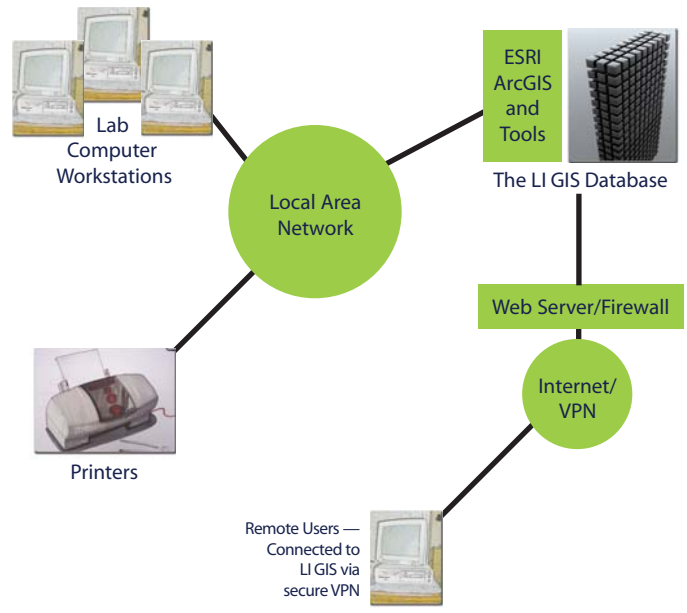 Lab
Computer
Workstations
ESRI
ArcGIS
and
Tools
The LI GIS Database
Local Area
Network
Web Server/Firewall
Internet/
VPN
Printers
Remote Users —
Connected to
LI GIS via
secure VPN